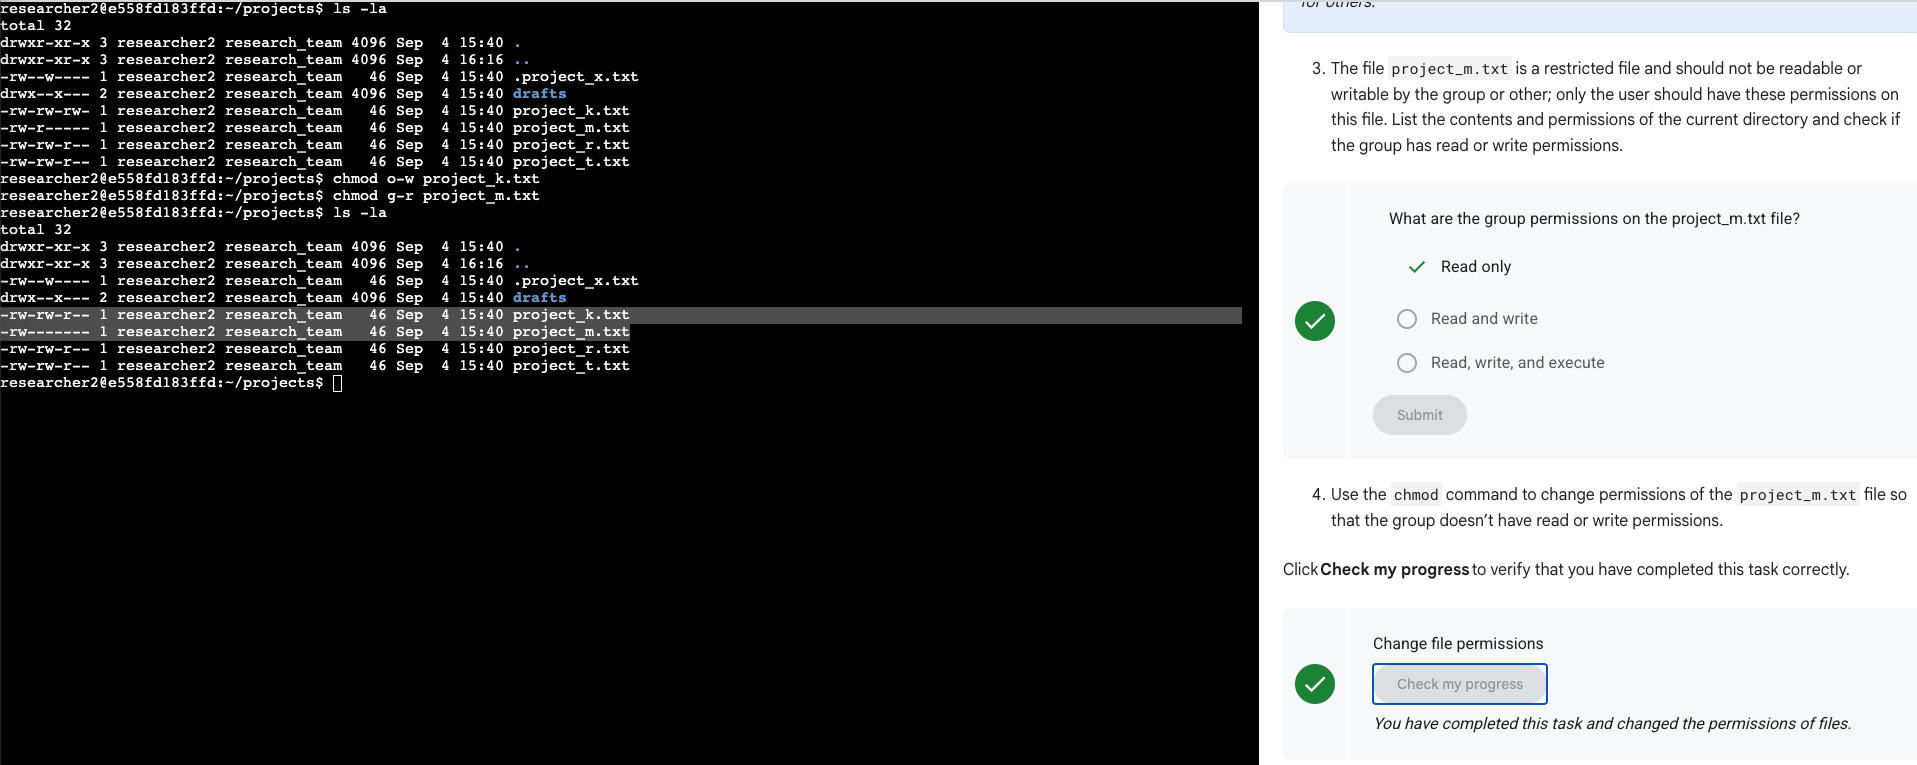 researcher2@e558fd183ffd:~/projects$ ls -la
total 32
drwxr-xr-x 3 researcher2 research_team 4096 Sep  4 15:40 .
drwxr-xr-x 3 researcher2 research_team 4096 Sep  4 16:16 ..
-rw--w---- 1 researcher2 research_team   46 Sep  4 15:40 .project_x.txt
drwx--x--- 2 researcher2 research_team 4096 Sep  4 15:40 drafts
-rw-rw-rw- 1 researcher2 research_team   46 Sep  4 15:40 project_k.txt
-rw-r----- 1 researcher2 research_team   46 Sep  4 15:40 project_m.txt
-rw-rw-r-- 1 researcher2 research_team   46 Sep  4 15:40 project_r.txt
-rw-rw-r-- 1 researcher2 research_team   46 Sep  4 15:40 project_t.txt
researcher2@e558fd183ffd:~/projects$ chmod o-w project_k.txt
researcher2@e558fd183ffd:~/projects$ chmod g-r project_m.txt
researcher2@e558fd183ffd:~/projects$ ls -la
total 32
drwxr-xr-x 3 researcher2 research_team 4096 Sep  4 15:40 .
drwxr-xr-x 3 researcher2 research_team 4096 Sep  4 16:16 ..
-rw--w---- 1 researcher2 research_team   46 Sep  4 15:40 .project_x.txt
drwx--x--- 2 researcher2 research_team 4096 Sep  4 15:40 drafts
-rw-rw-r-- 1 researcher2 research_team   46 Sep  4 15:40 project_k.txt
-rw------- 1 researcher2 research_team   46 Sep  4 15:40 project_m.txt
-rw-rw-r-- 1 researcher2 research_team   46 Sep  4 15:40 project_r.txt
-rw-rw-r-- 1 researcher2 research_team   46 Sep  4 15:40 project_t.txt
researcher2@e558fd183ffd:~/projects$
for others.
3. The file project_m.txt is a restricted file and should not be readable or
writable by the group or other; only the user should have these permissions on
this file. List the contents and permissions of the current directory and check if
the group has read or write permissions.
What are the group permissions on the project_m.txt file?
Read only
Read and write
Read, write, and execute
Submit
4. Use the chmod command to change permissions of the project_m.txt file so
that the group doesn’t have read or write permissions.
Click Check my progress to verify that you have completed this task correctly.
Change file permissions
Check my progress
You have completed this task and changed the permissions of files.